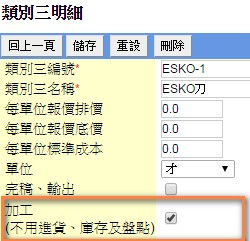 類別三明細
回上一頁 儲存 重設 刪除
類別三編號* ESKO-1
類別三名稱* ESKO刀
每單位報價排價 0.0
每單位報價底價 0.0
每單位標準成本 0.0
單位 才
完稿、輸出
加工
(不用進貨、庫存及盤點)